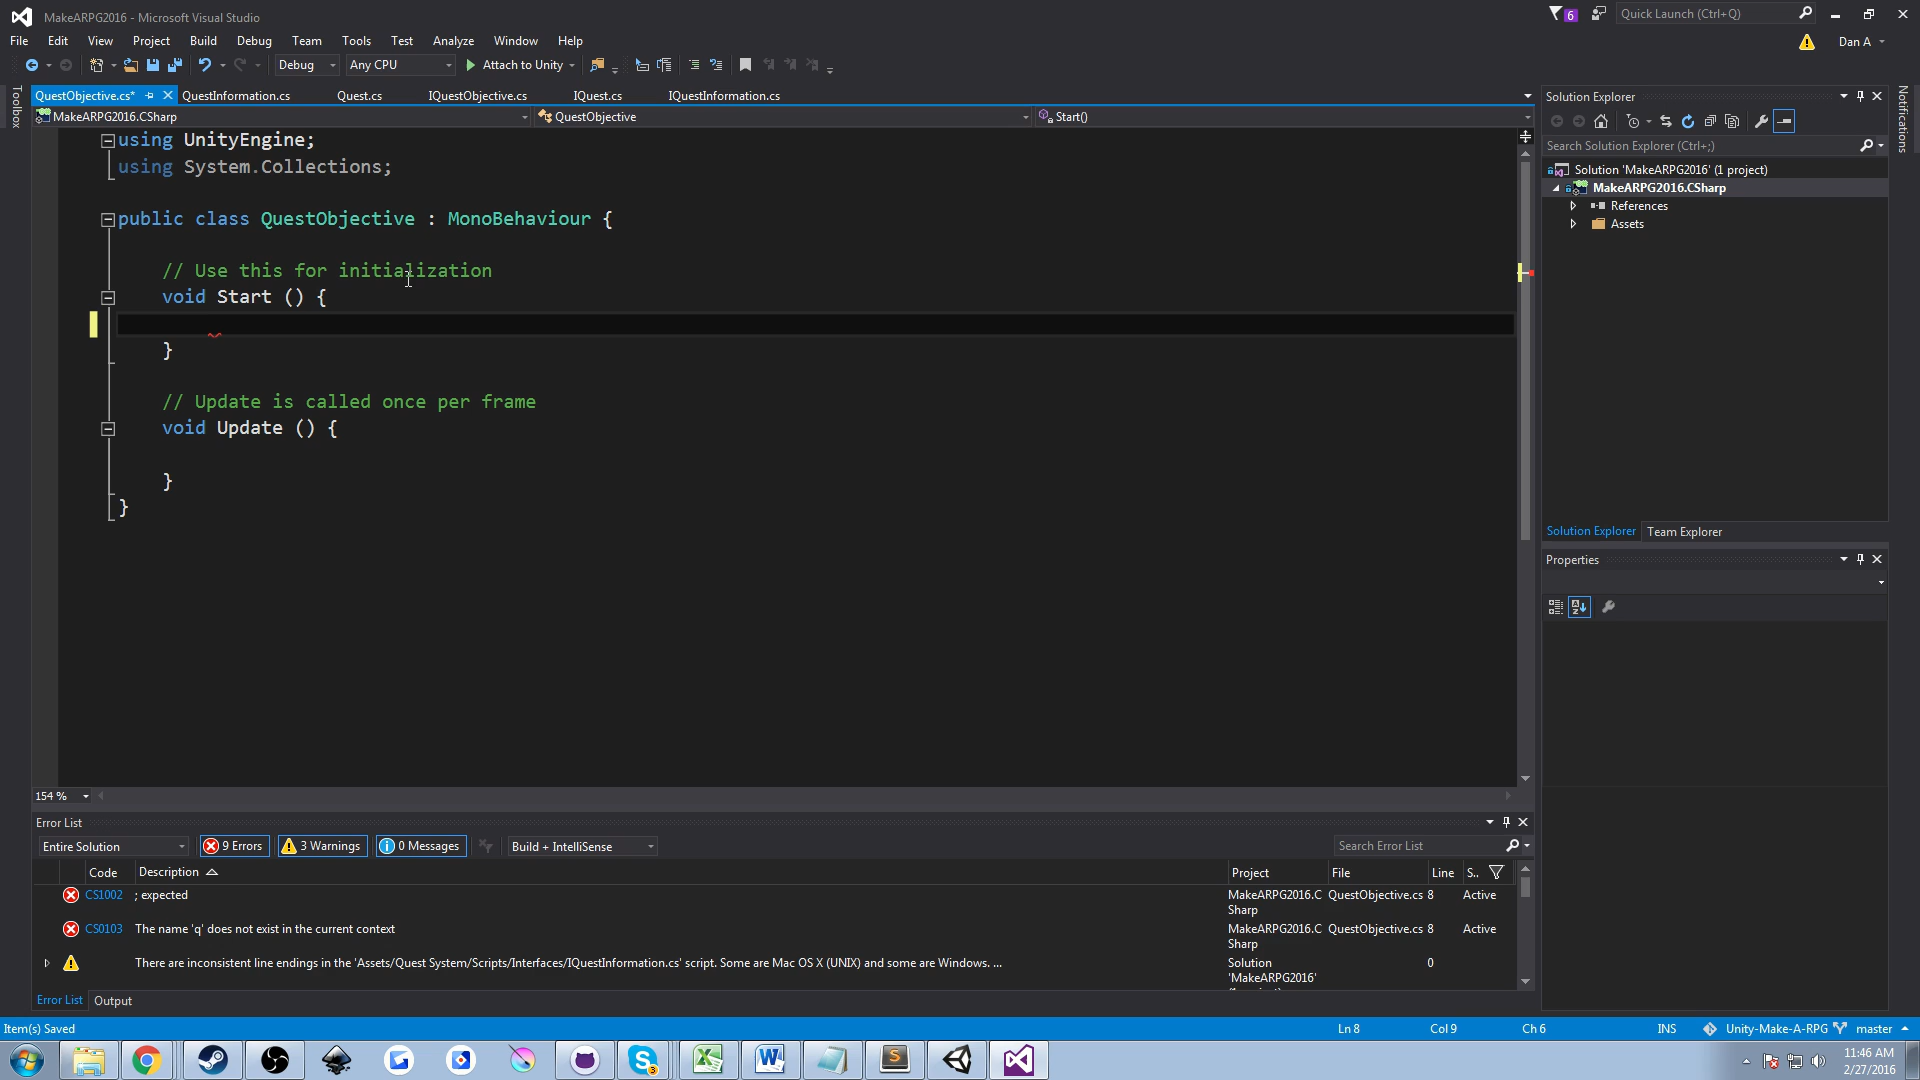 MakeARPG2016 - Microsoft Visual Studio
6
Quick Launch (Ctrl+Q)
File Edit View Project Build Debug Team Tools Test Analyze Window Help
Dan A
Debug Any CPU Attach to Unity
Toolbox
QuestObjective.cs* QuestInformation.cs Quest.cs IQuestObjective.cs IQuest.cs IQuestInformation.cs
MakeARPG2016.CSharp QuestObjective Start()
using UnityEngine;
using System.Collections;
public class QuestObjective : MonoBehaviour {
// Use this for initialization
void Start () {
}
// Update is called once per frame
void Update () {
}
}
154 %
Solution Explorer
Search Solution Explorer (Ctrl+;)
Solution 'MakeARPG2016' (1 project)
MakeARPG2016.CSharp
References
Assets
Solution Explorer Team Explorer
Properties
Notifications
Error List
Entire Solution 9 Errors 3 Warnings 0 Messages Build + IntelliSense Search Error List
Code Description Project File Line S..
CS1002 ; expected MakeARPG2016.C QuestObjective.cs 8 Active
Sharp
CS0103 The name 'q' does not exist in the current context MakeARPG2016.C QuestObjective.cs 8 Active
Sharp
There are inconsistent line endings in the 'Assets/Quest System/Scripts/Interfaces/IQuestInformation.cs' script. Some are Mac OS X (UNIX) and some are Windows. ... Solution 0
'MakeARPG2016'
Error List Output
Item(s) Saved Ln 8 Col 9 Ch 6 INS Unity-Make-A-RPG master
11:46 AM
2/27/2016